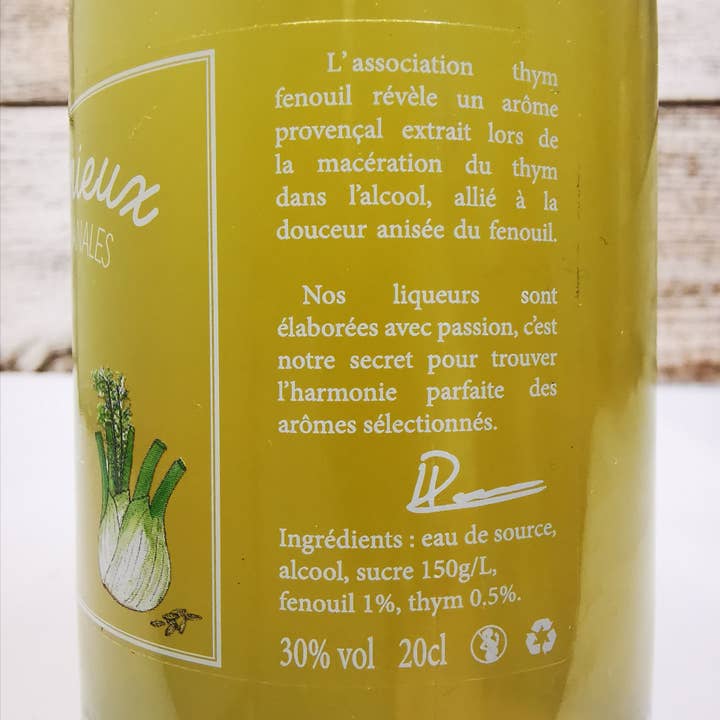 L'association thym
fenouil révèle un arôme
provençal extrait lors de
la macération du thym
dans l'alcool, allié à la
douceur anisée du fenouil.
Nos liqueurs sont
élaborées avec passion, c'est
notre secret pour trouver
l'harmonie parfaite des
arômes sélectionnés.
Ingrédients : eau de source,
alcool, sucre 150g/L,
fenouil 1%, thym 0.5%.
30% vol 20cl